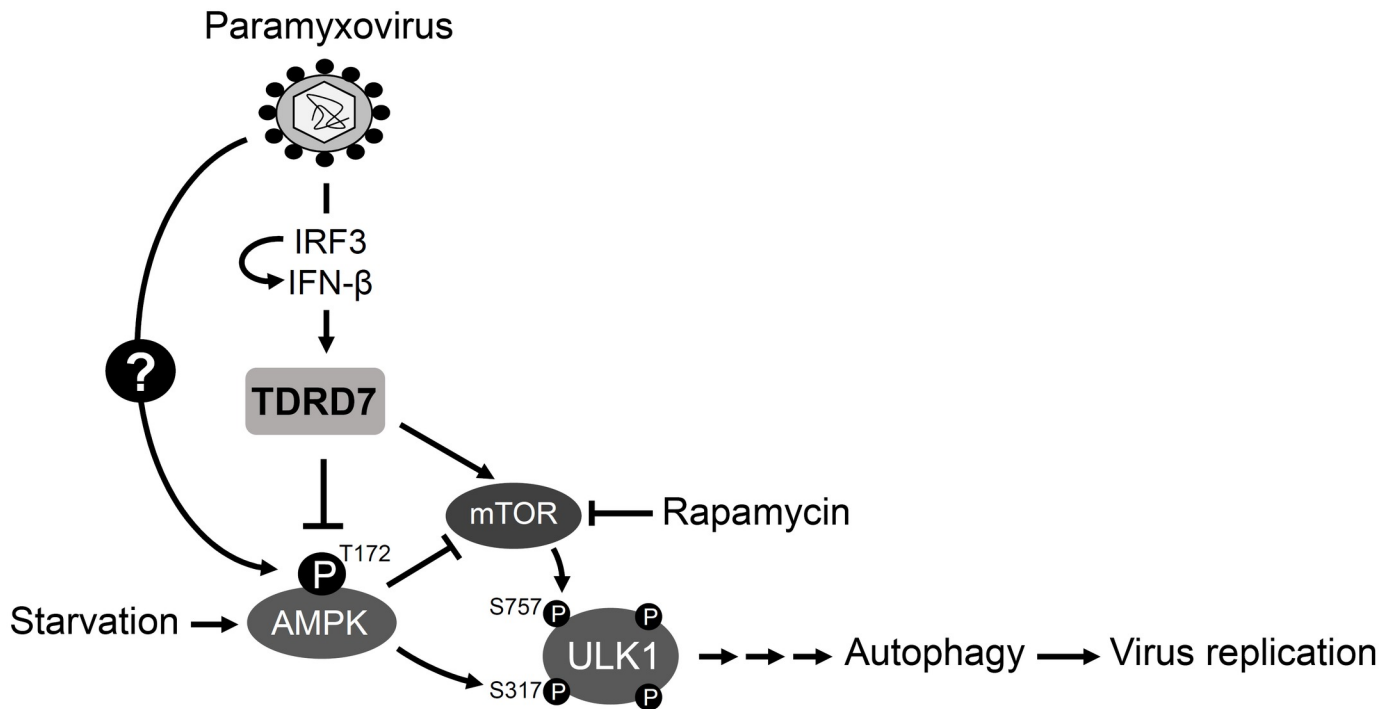 Paramyxovirus
IRF3
IFN-β
?
TDRD7
mTOR
Rapamycin
P
T172
Starvation
AMPK
S757
P
P
ULK1
Autophagy
Virus replication
S317
P
P